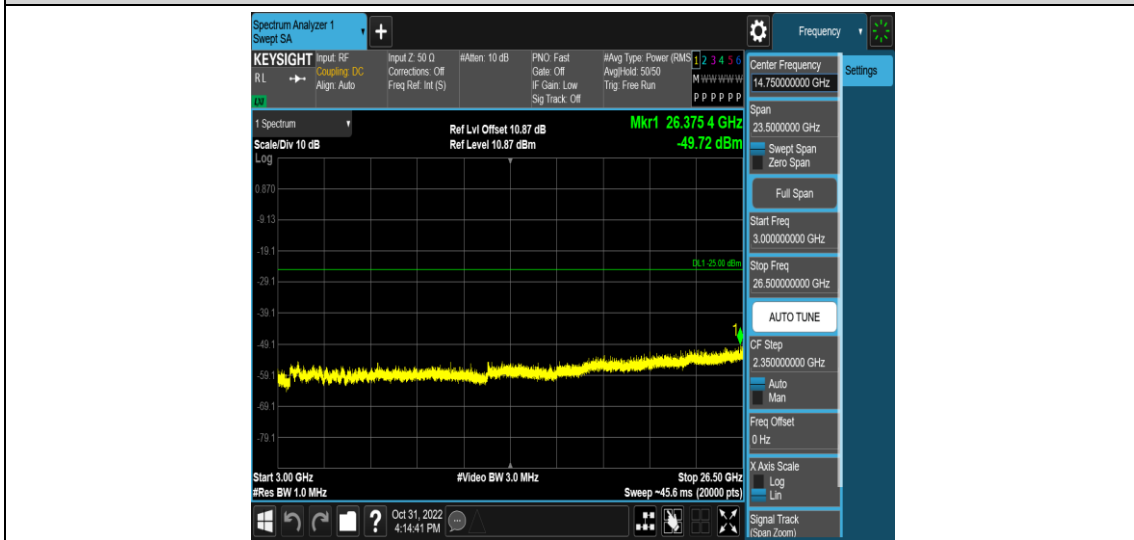 Spectrum Analyzer 1
Swept SA
+
Frequency
KEYSIGHT
RL
LXI
Input: RF
Coupling: DC
Align: Auto
Input Z: 50 Ω
Corrections: Off
Freq Ref: Int (S)
#Atten: 10 dB
PNO: Fast
Gate: Off
IF Gain: Low
Sig Track: Off
#Avg Type: Power (RMS
Avg|Hold: 50/50
Trig: Free Run
1 2 3 4 5 6
M W W W W W
P P P P P P
1 Spectrum
Scale/Div 10 dB
Log
Ref Lvl Offset 10.87 dB
Ref Level 10.87 dBm
Mkr1 26.375 4 GHz
-49.72 dBm
0.870
-9.13
-19.1
DL1 -25.00 dBm
-29.1
-39.1
1
-49.1
-59.1
-69.1
-79.1
Start 3.00 GHz
#Res BW 1.0 MHz
#Video BW 3.0 MHz
Stop 26.50 GHz
Sweep ~45.6 ms (20000 pts)
?
Oct 31, 2022
4:14:41 PM
Center Frequency
14.750000000 GHz
Settings
Span
23.5000000 GHz
Swept Span
Zero Span
Full Span
Start Freq
3.000000000 GHz
Stop Freq
26.500000000 GHz
AUTO TUNE
CF Step
2.350000000 GHz
Auto
Man
Freq Offset
0 Hz
X Axis Scale
Log
Lin
Signal Track
(Span Zoom)